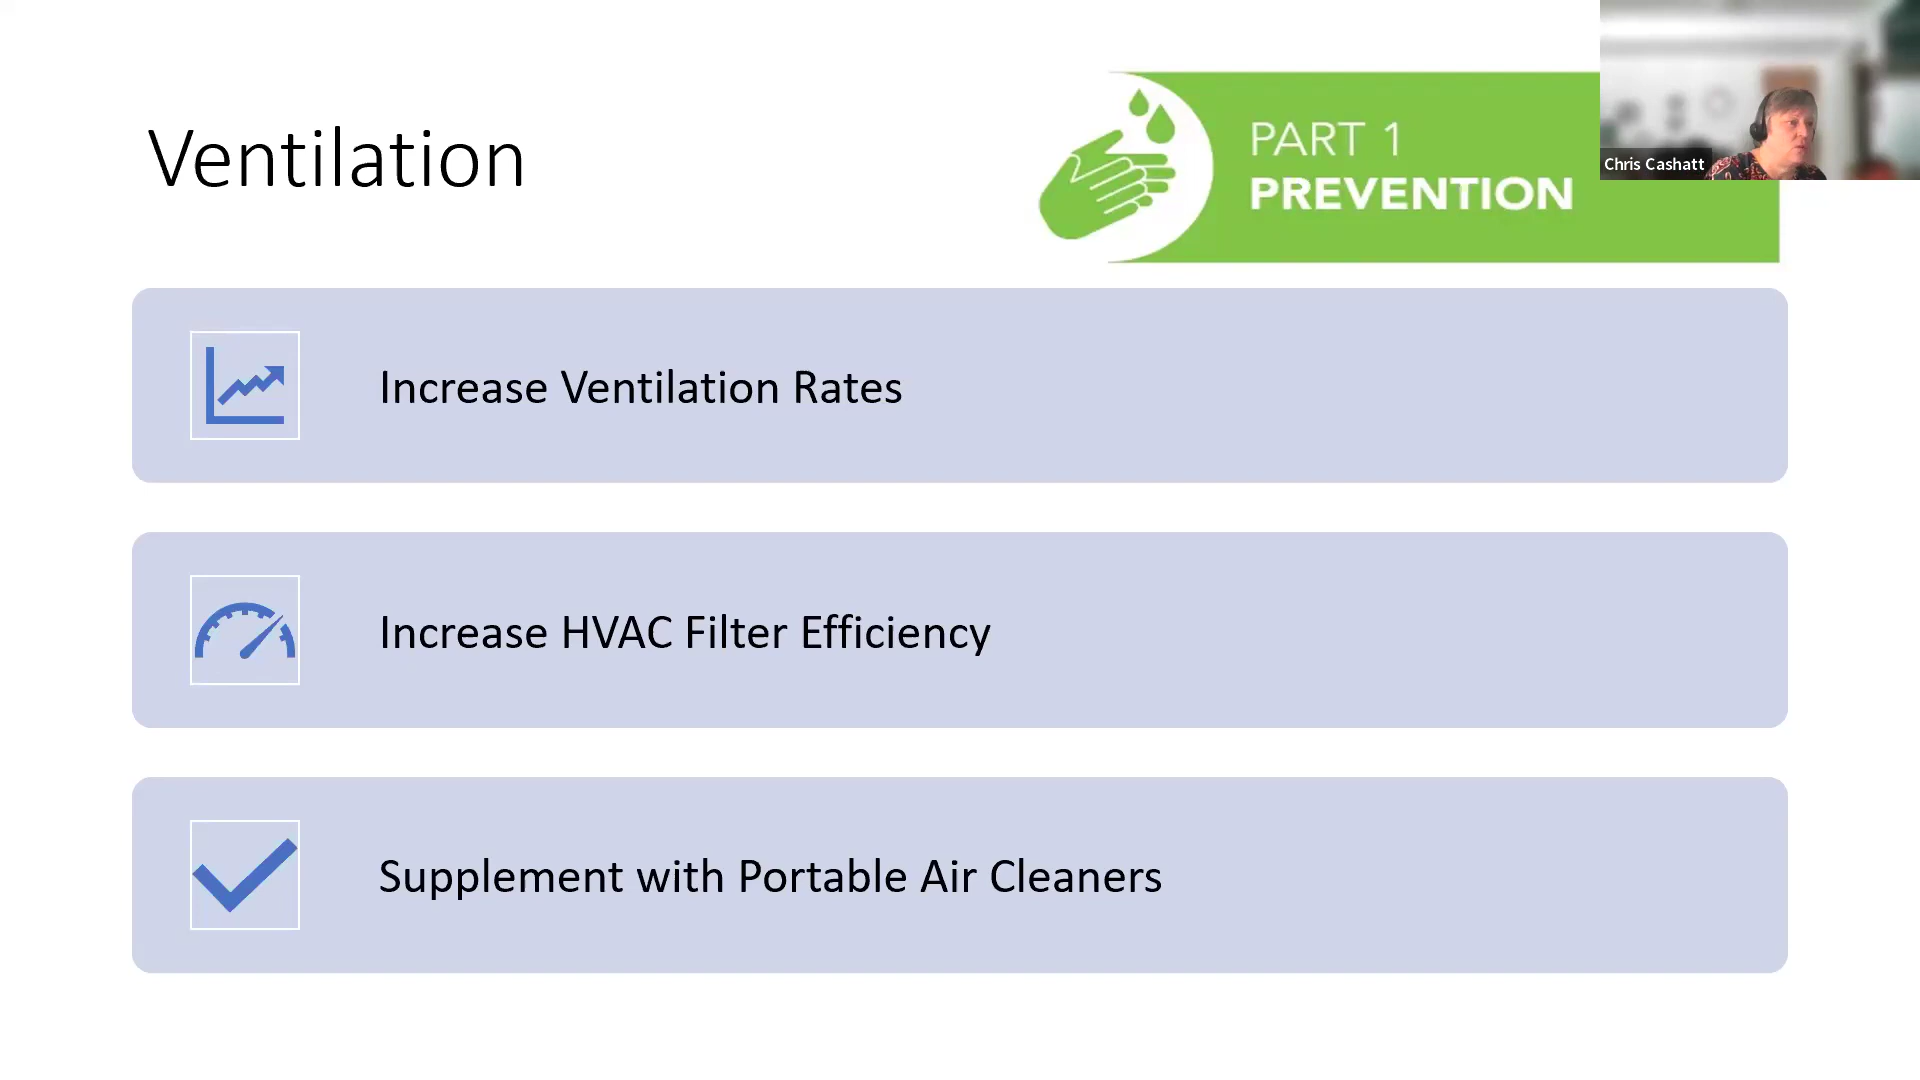 Ventilation
PART 1
PREVENTION
Chris Cashatt
Increase Ventilation Rates
Increase HVAC Filter Efficiency
Supplement with Portable Air Cleaners